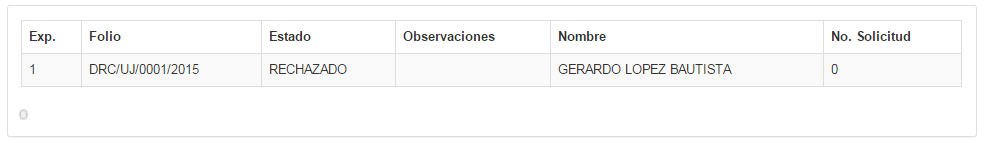 Exp. Folio Estado Observaciones Nombre No. Solicitud
1 DRC/UJ/0001/2015 RECHAZADO GERARDO LOPEZ BAUTISTA 0